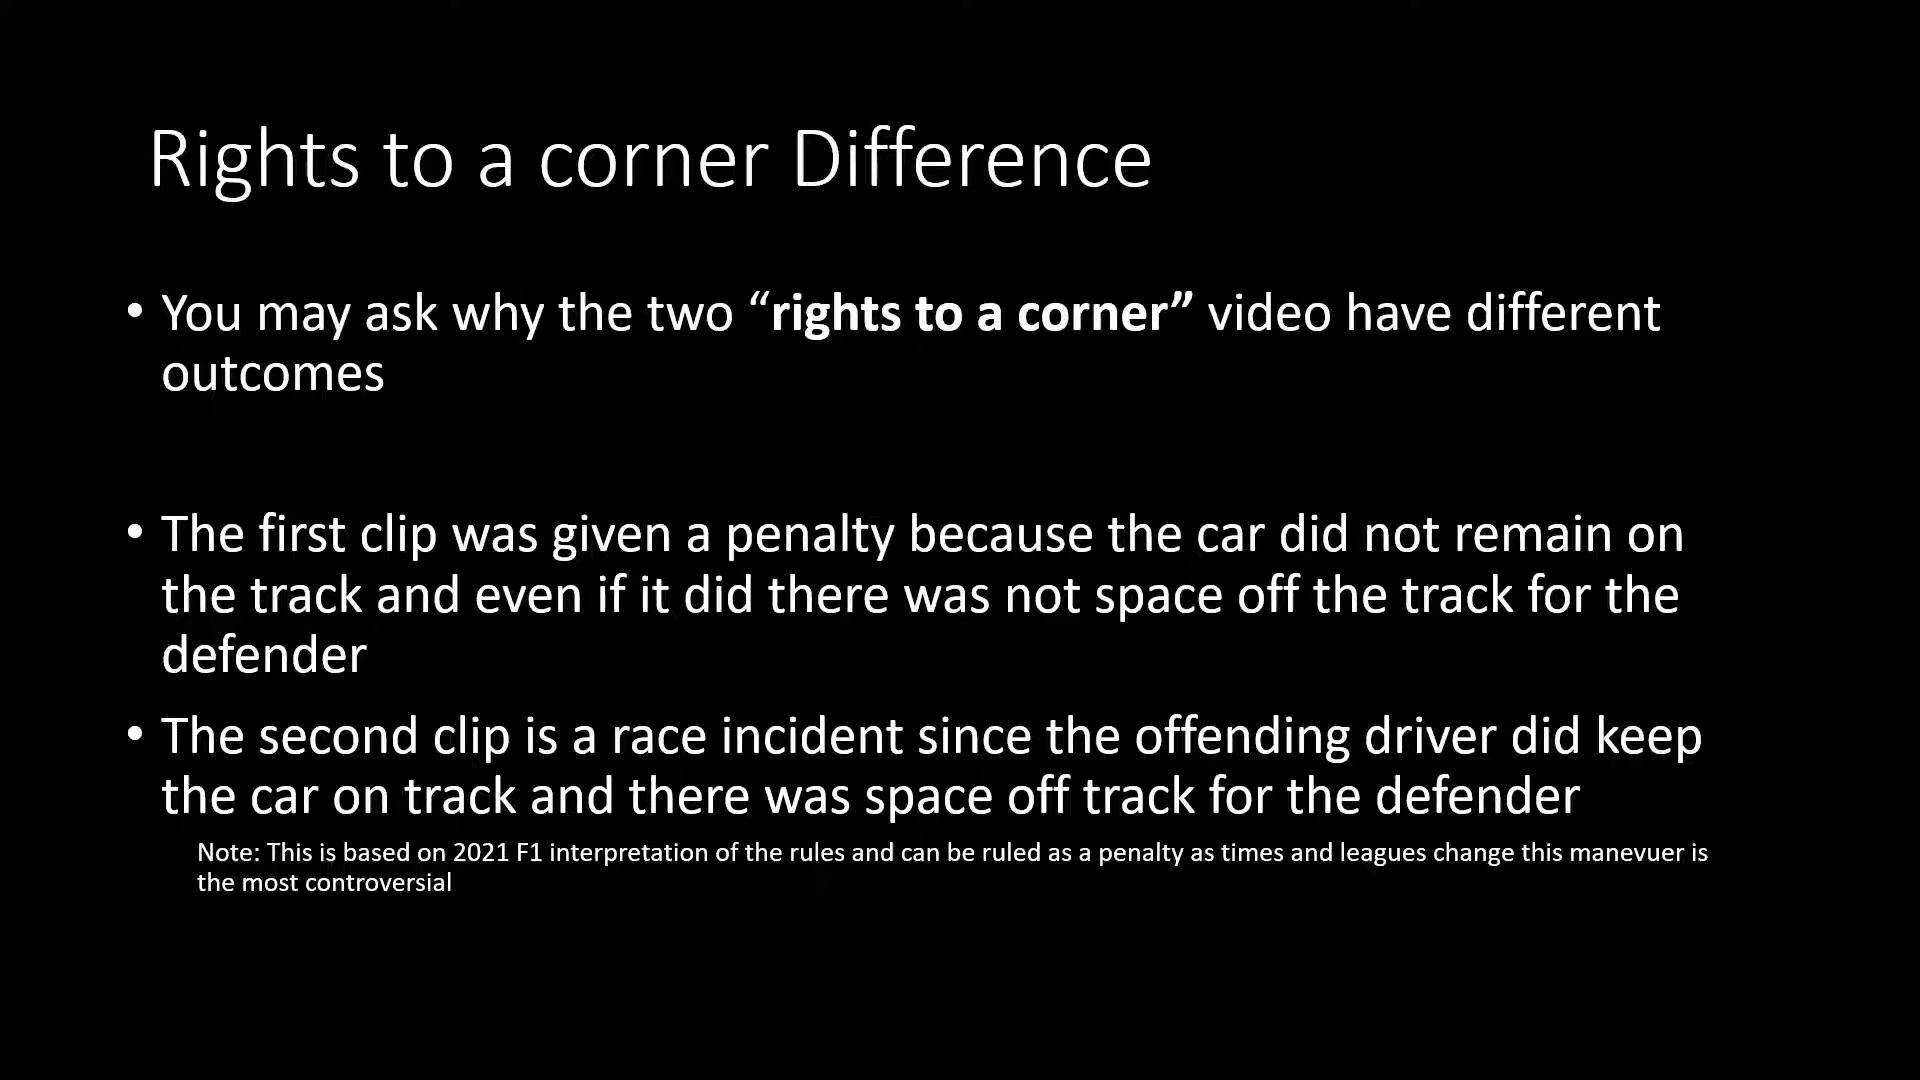 Rights to a corner Difference
• You may ask why the two “rights to a corner” video have different
outcomes
• The first clip was given a penalty because the car did not remain on
the track and even if it did there was not space off the track for the
defender
• The second clip is a race incident since the offending driver did keep
the car on track and there was space off track for the defender
Note: This is based on 2021 F1 interpretation of the rules and can be ruled as a penalty as times and leagues change this manevuer is
the most controversial